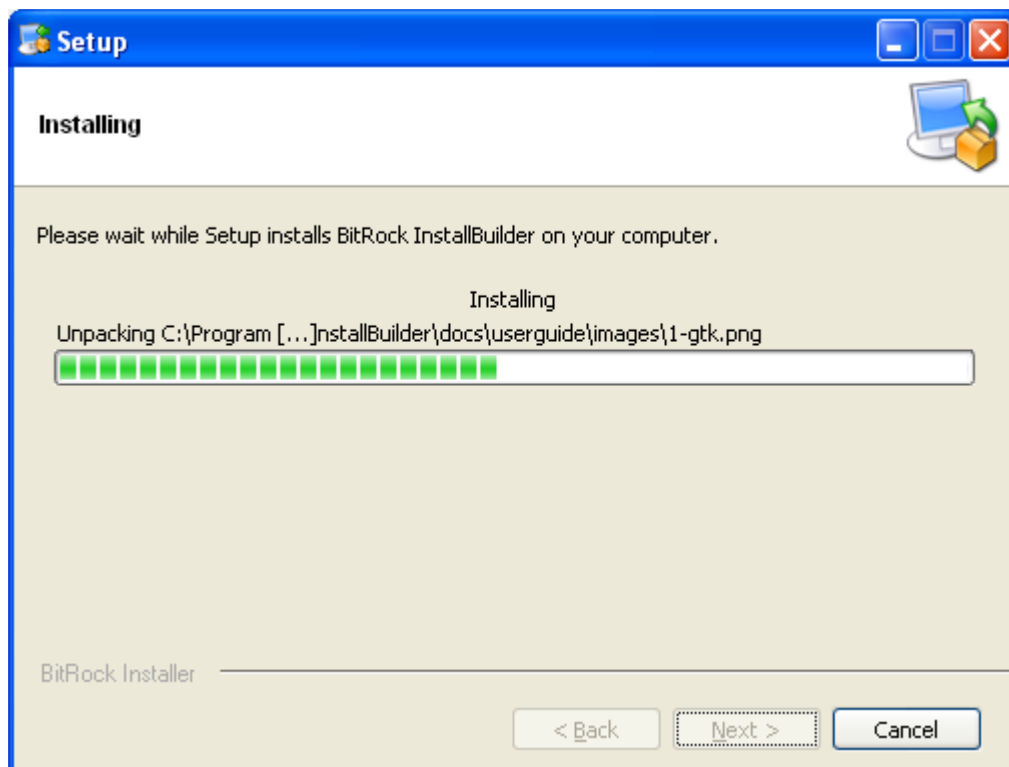 Setup
Installing
Please wait while Setup installs BitRock InstallBuilder on your computer.
Installing
Unpacking C:\Program [...]nstallBuilder\docs\userguide\images\1-gtk.png
BitRock Installer
< Back Next > Cancel